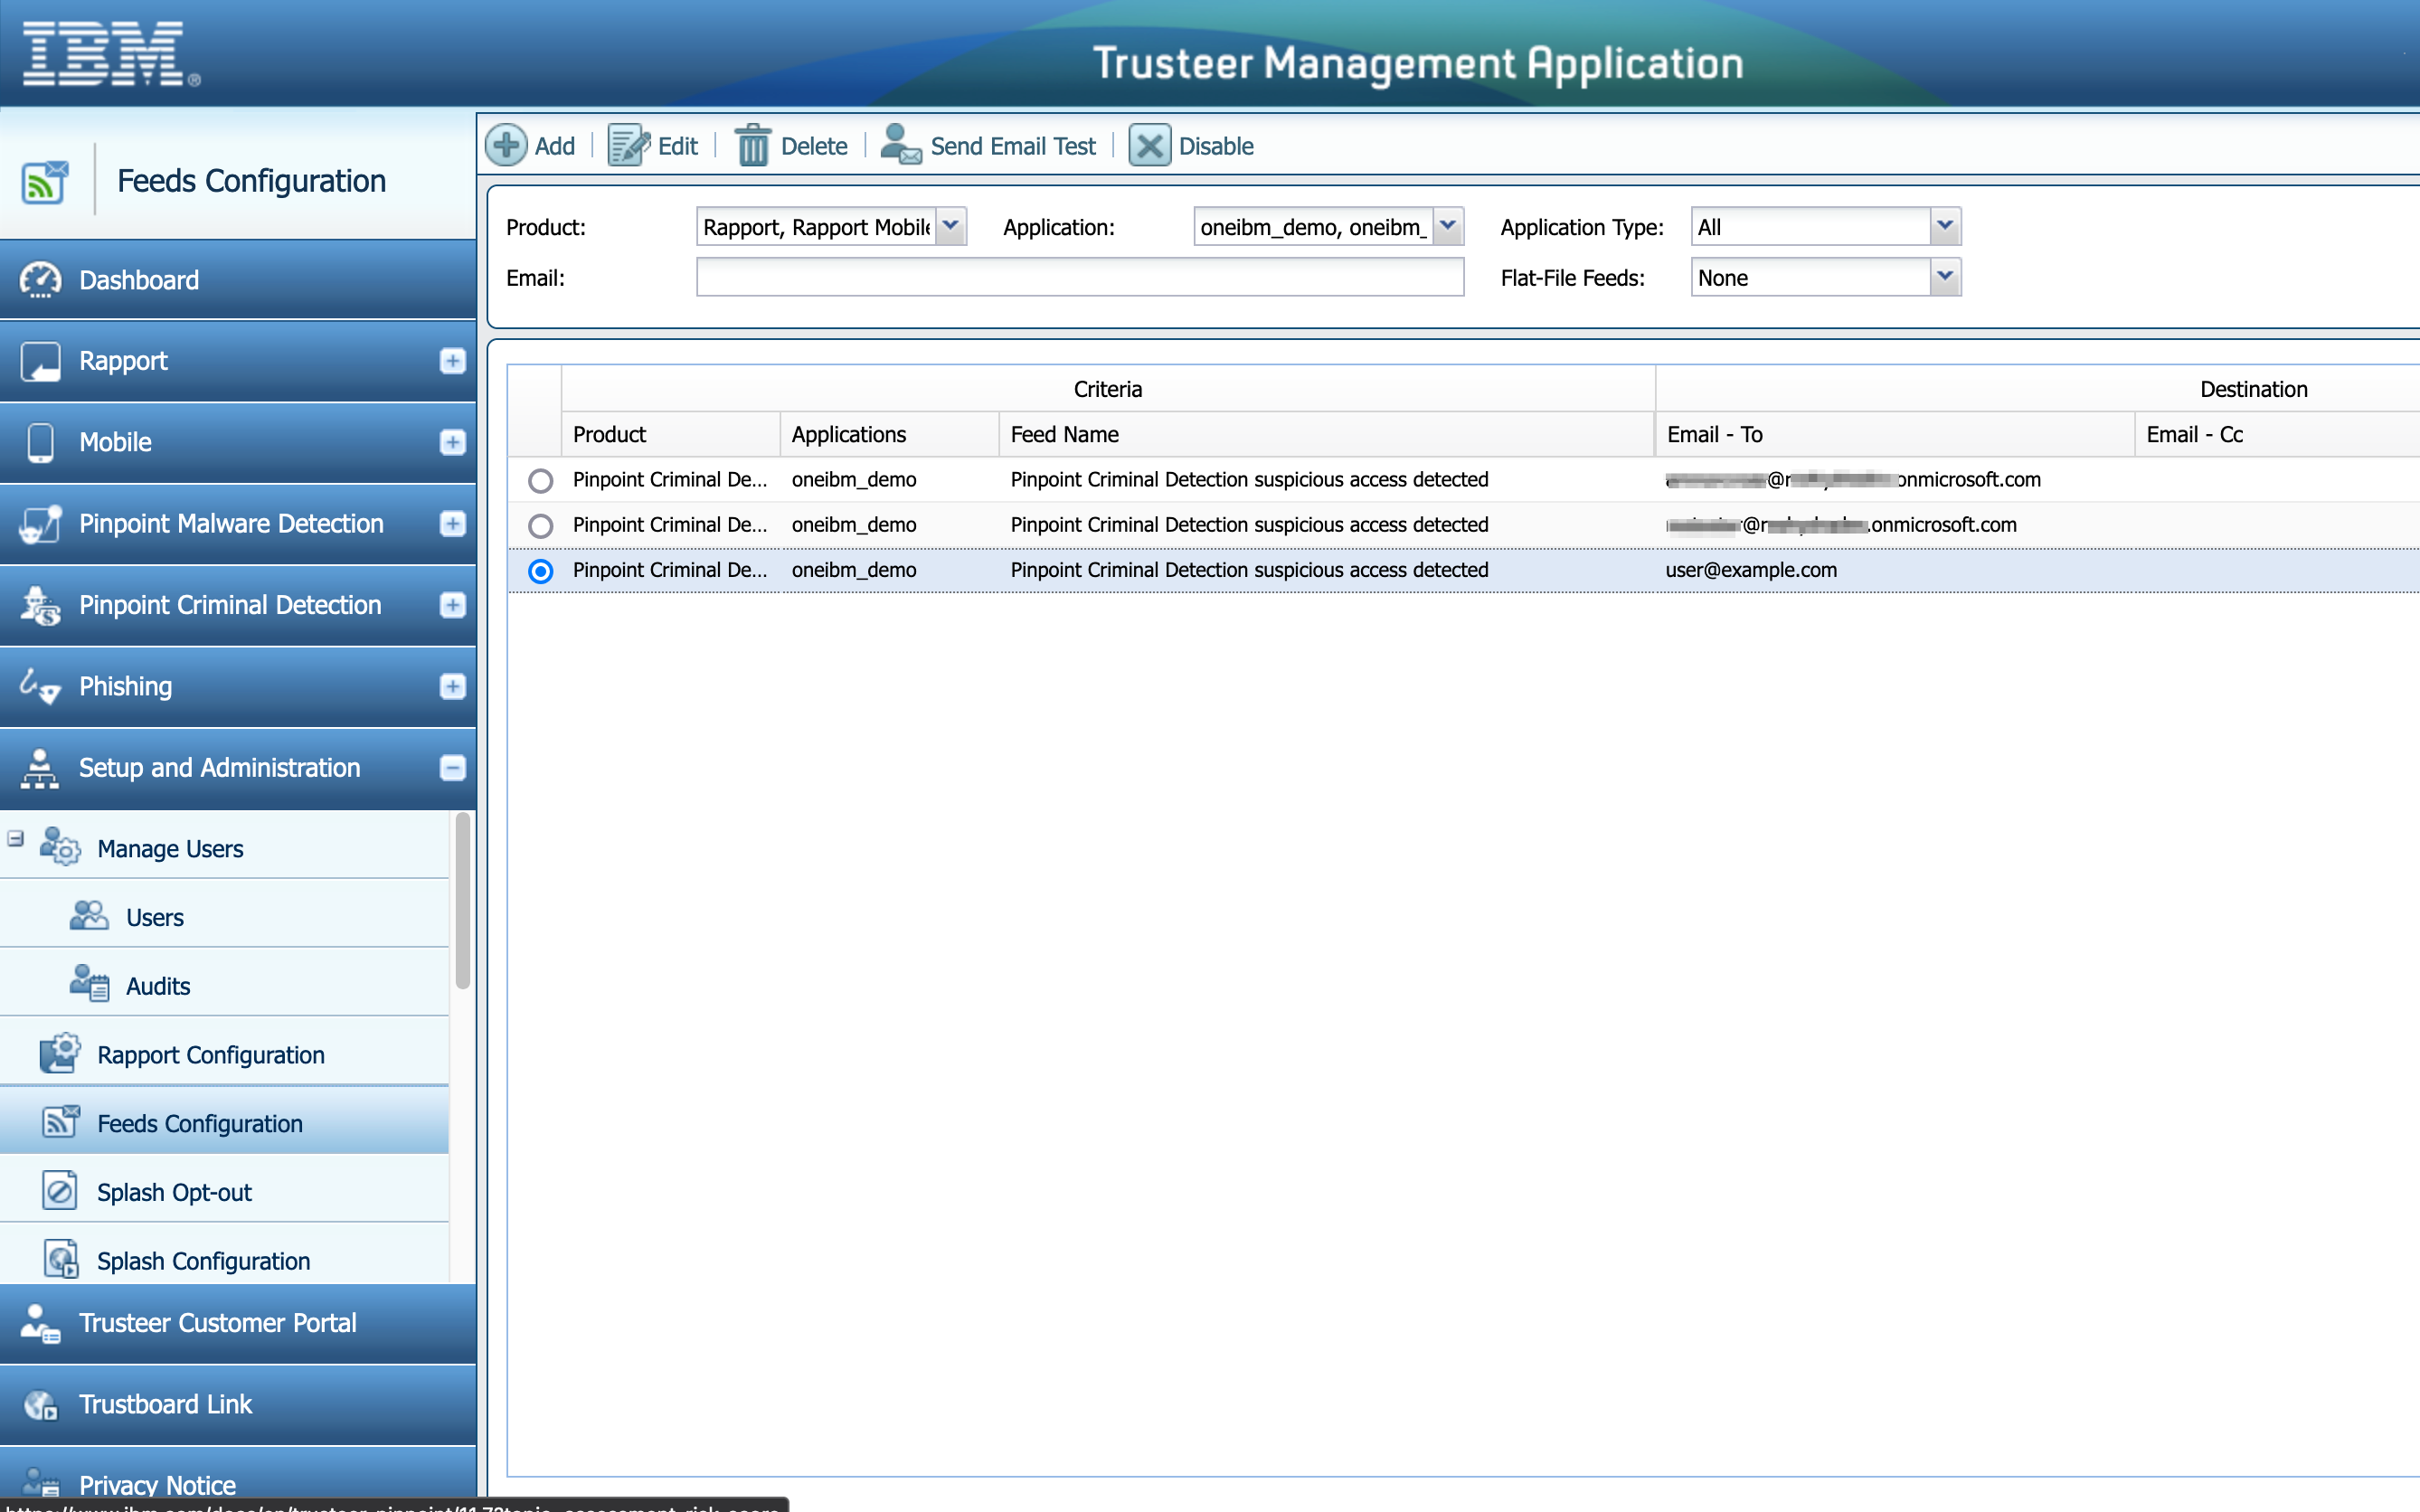 IBM®
Trusteer Management Application
Feeds Configuration
Add Edit Delete Send Email Test Disable
Product: Rapport, Rapport Mobile Application: oneibm_demo, oneibm_ Application Type: All
Email: Flat-File Feeds: None
Dashboard
Rapport
Mobile
Pinpoint Malware Detection
Pinpoint Criminal Detection
Phishing
Setup and Administration
Manage Users
Users
Audits
Rapport Configuration
Feeds Configuration
Splash Opt-out
Splash Configuration
Trusteer Customer Portal
Trustboard Link
Privacy Notice
Criteria Destination
Product Applications Feed Name Email - To Email - Cc
Pinpoint Criminal De... oneibm_demo Pinpoint Criminal Detection suspicious access detected onmicrosoft.com
Pinpoint Criminal De... oneibm_demo Pinpoint Criminal Detection suspicious access detected .onmicrosoft.com
Pinpoint Criminal De... oneibm_demo Pinpoint Criminal Detection suspicious access detected user@example.com